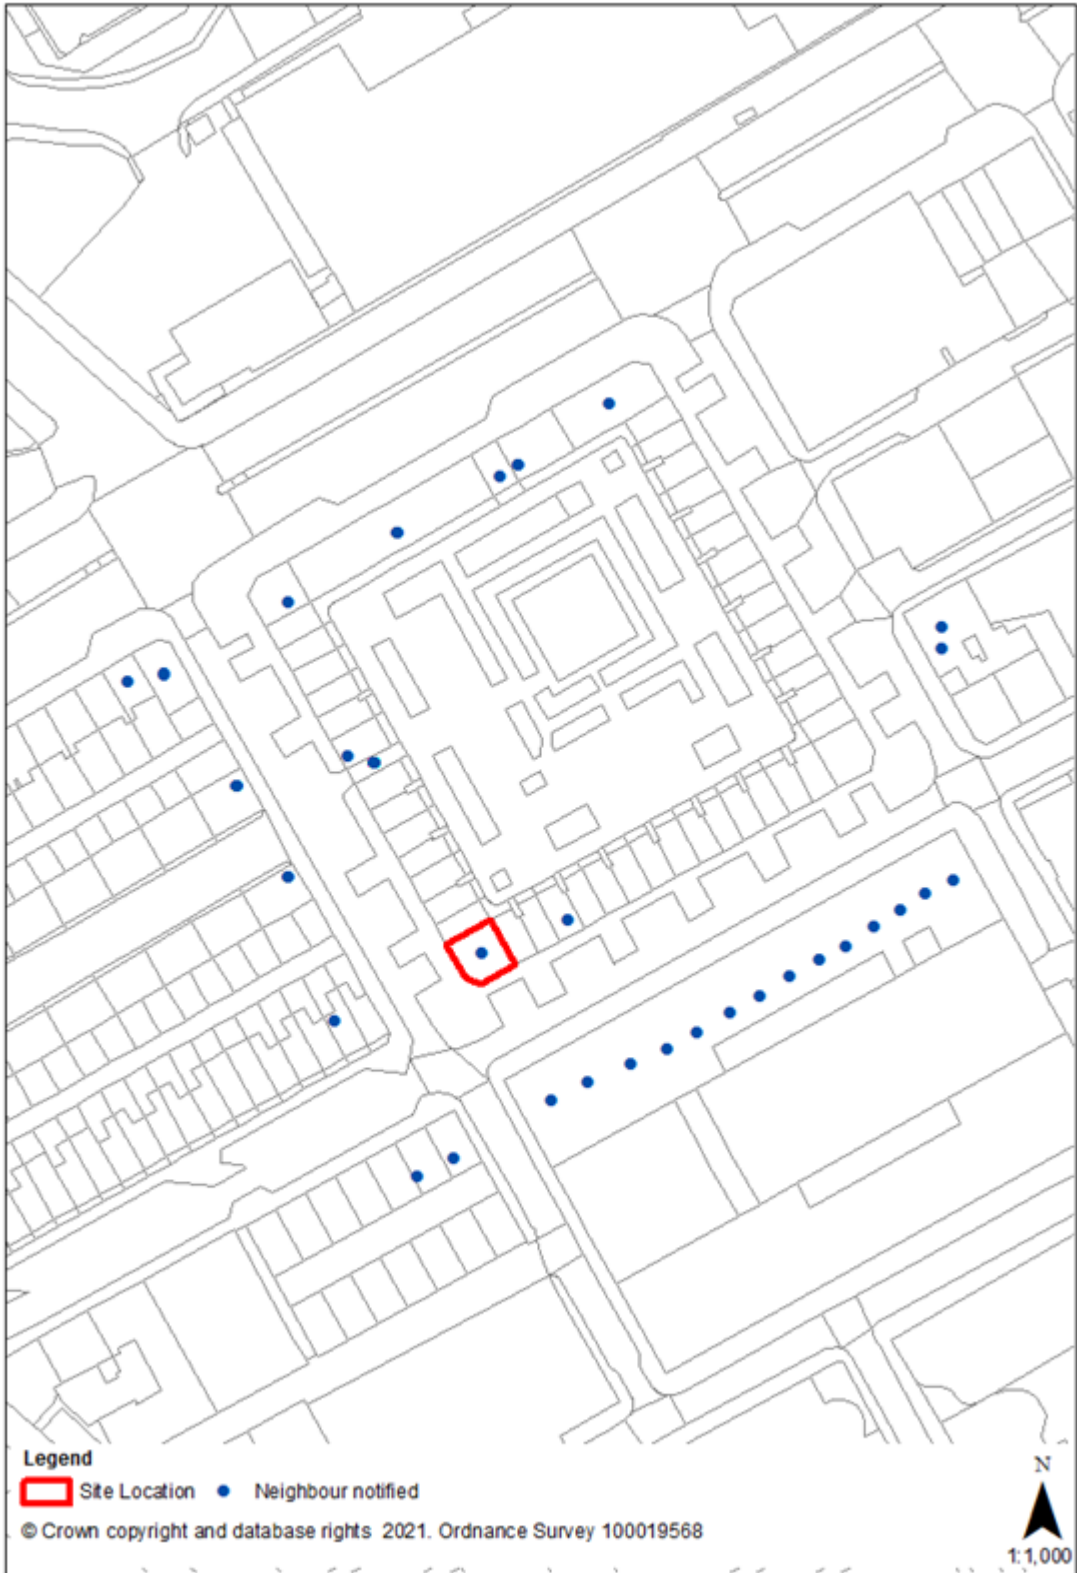 Legend
Site Location Neighbour notified
© Crown copyright and database rights 2021. Ordnance Survey 100019568
N
1:1,000